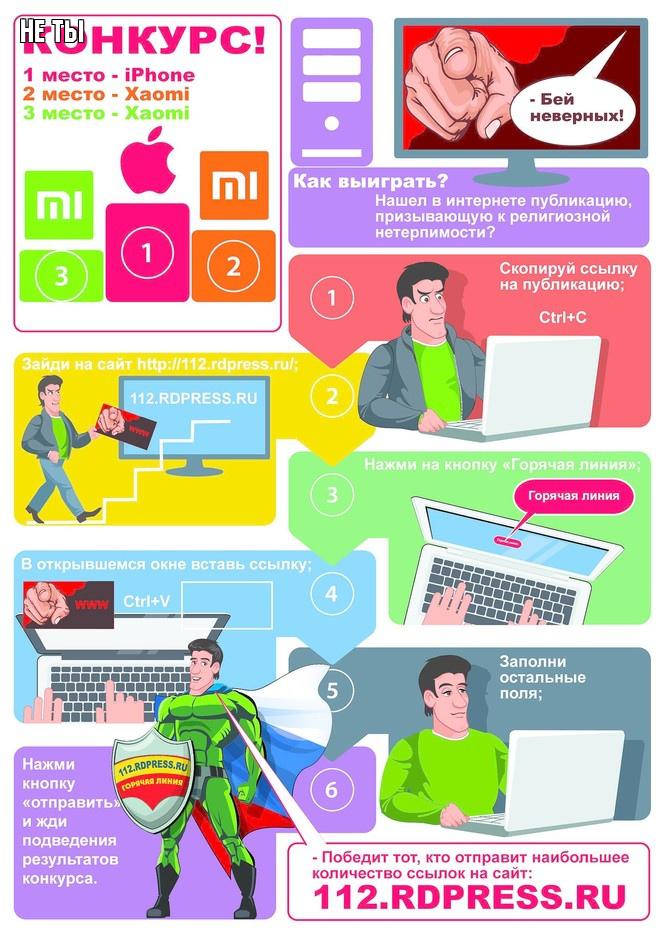 НЕ ТЫ
КОНКУРС!
1 место - iPhone
2 место - Xaomi
3 место - Xaomi
mi
mi
3
1
2
- Бей
неверных!
Как выиграть?
Нашел в интернете публикацию,
призывающую к религиозной
нетерпимости?
1
Скопируй ссылку
на публикацию;
Ctrl+C
Зайди на сайт http://112.rdpress.ru/;
112.RDPRESS.RU
www
2
Нажми на кнопку «Горячая линия»;
3
Горячая линия
Горячая линия
В открывшемся окне вставь ссылку;
www
Ctrl+V
4
5
Заполни
остальные
поля;
Нажми
кнопку
«отправить»
и жди
подведения
результатов
конкурса.
112.RDPRESS.RU
ГОРЯЧАЯ ЛИНИЯ
6
- Победит тот, кто отправит наибольшее
количество ссылок на сайт:
112.RDPRESS.RU